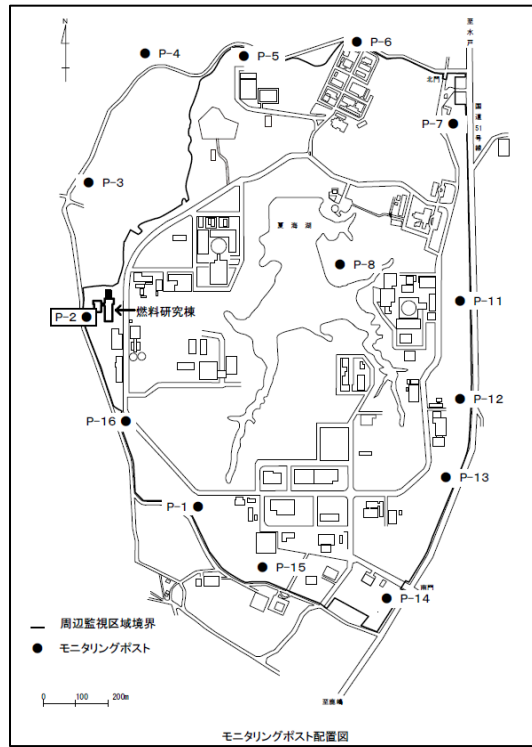 N
至水戸
P-6
P-4
P-5
北門
国道51号線
P-7
P-3
夏海湖
P-8
P-2
燃料研究棟
P-11
P-12
P-16
P-13
P-1
P-15
南門
P-14
周辺監視区域境界
モニタリングポスト
0 100 200m
至鹿嶋
モニタリングポスト配置図